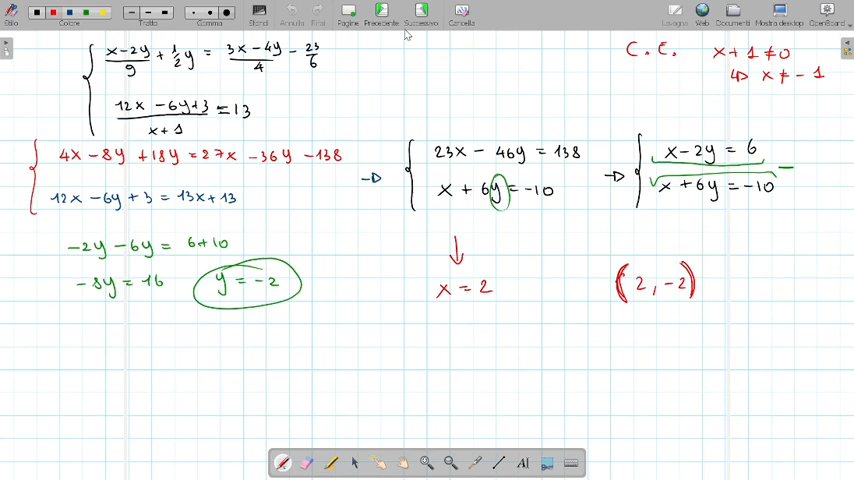 Stilo Colore Tratto Gomma Sfondi Annulla Rifai Pagine Precedente Successivo Cancella Lavagna Web Documenti Mostra desktop OpenBoard
x-2y/9 + 1/2 y = 3x-4y/4 - 23/6
C. E. x+1≠0
↳ x≠-1
12x-6y+3/x+1 = 13
4x-8y+18y=27x-36y-138
12x-6y+3=13x+13
→
23x-46y=138
x+6y=-10
→
x-2y=6
x+6y=-10
-
-2y-6y=6+10
-8y=16
y=-2
↓
x=2
(2,-2)